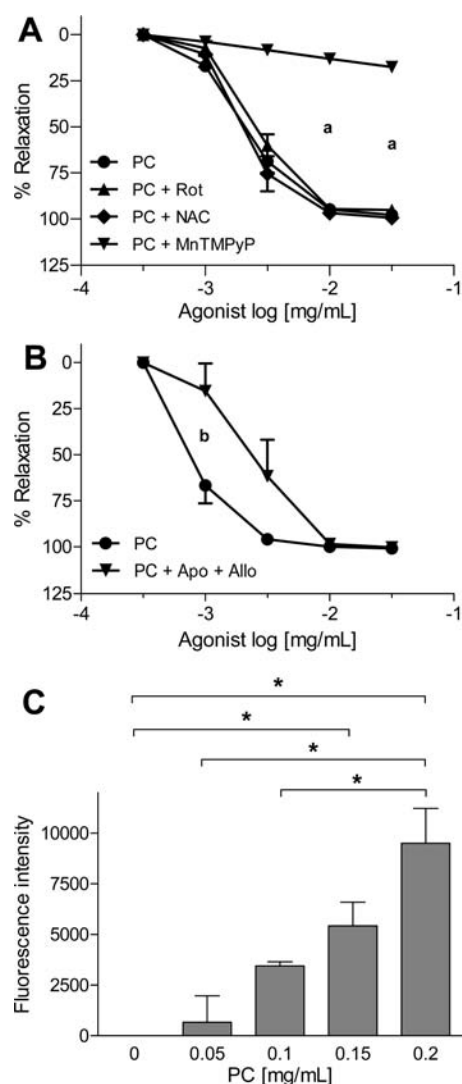 A
0
25
50
75
100
125
% Relaxation
a
a
PC
PC + Rot
PC + NAC
PC + MnTMPyP
-4
-3
-2
-1
Agonist log [mg/mL]
B
0
25
50
75
100
125
% Relaxation
b
PC
PC + Apo + Allo
-4
-3
-2
-1
Agonist log [mg/mL]
C
*
*
*
*
Fluorescence intensity
10000
7500
5000
2500
0
0 0.05 0.1 0.15 0.2
PC [mg/mL]